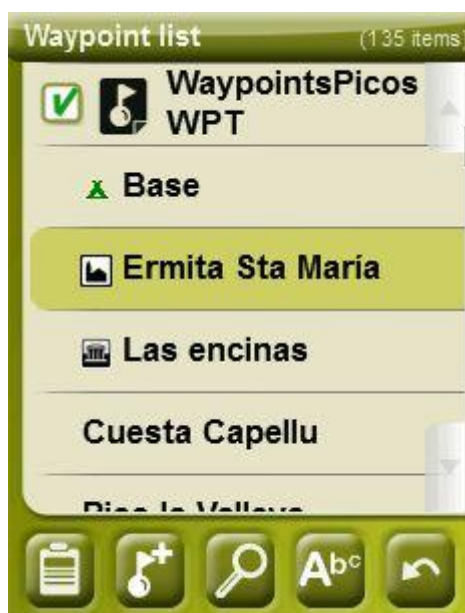 Waypoint list (135 items)
WaypointsPicos
WPT
Base
Ermita Sta María
Las encinas
Cuesta Capellu
Abc